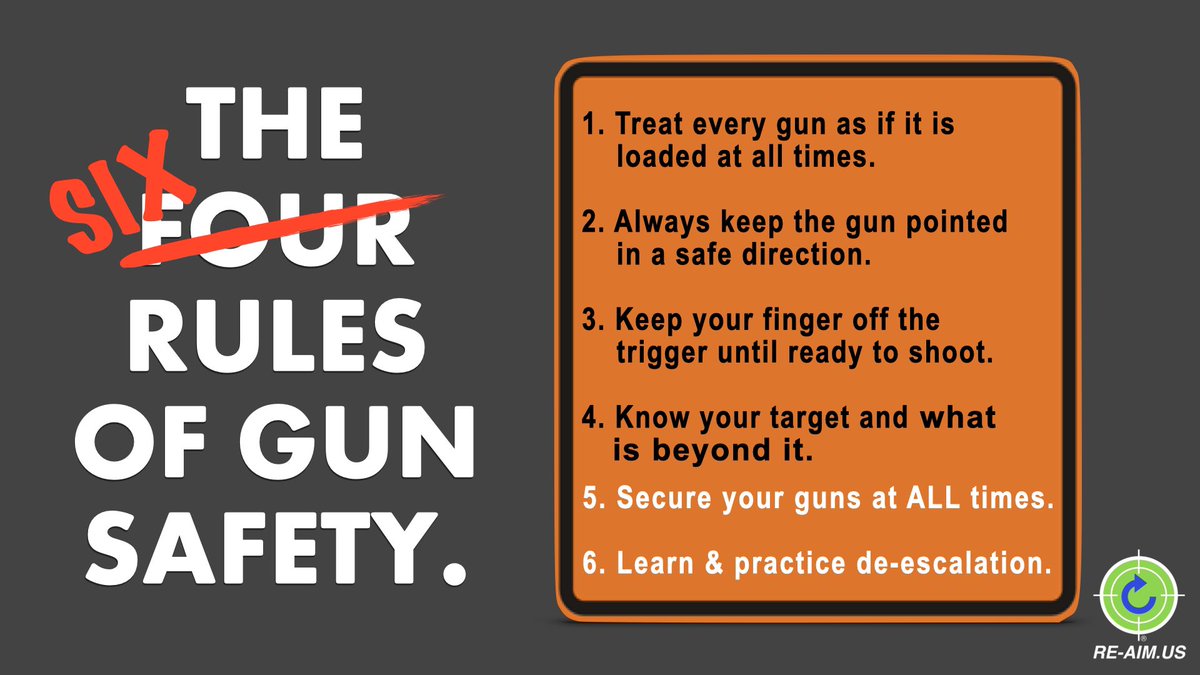 THE
SIX
FOUR
RULES
OF GUN
SAFETY.
1. Treat every gun as if it is
loaded at all times.
2. Always keep the gun pointed
in a safe direction.
3. Keep your finger off the
trigger until ready to shoot.
4. Know your target and what
is beyond it.
5. Secure your guns at ALL times.
6. Learn & practice de-escalation.
®
RE-AIM.US